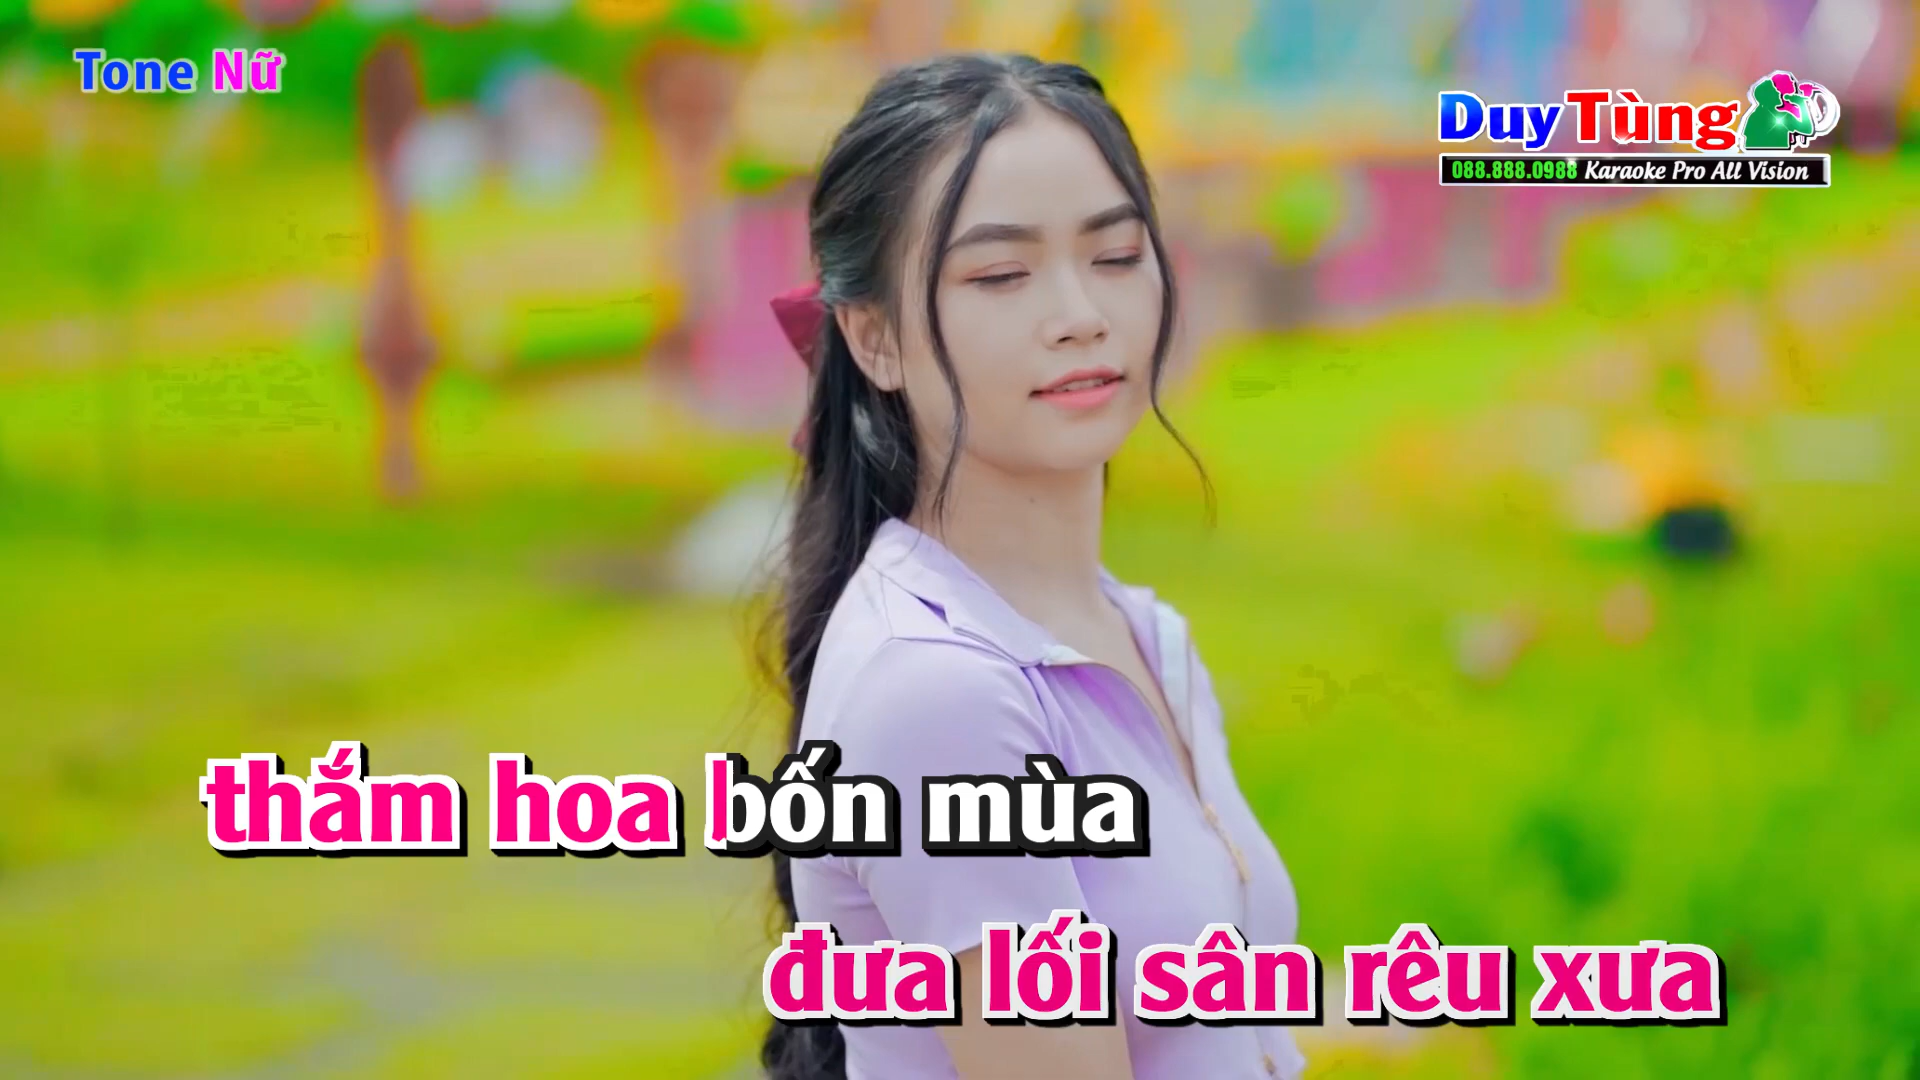 Tone Nữ
Duy Tùng
088.888.0988 Karaoke Pro All Vision
thắm hoa bốn mùa
đưa lối sân rêu xưa